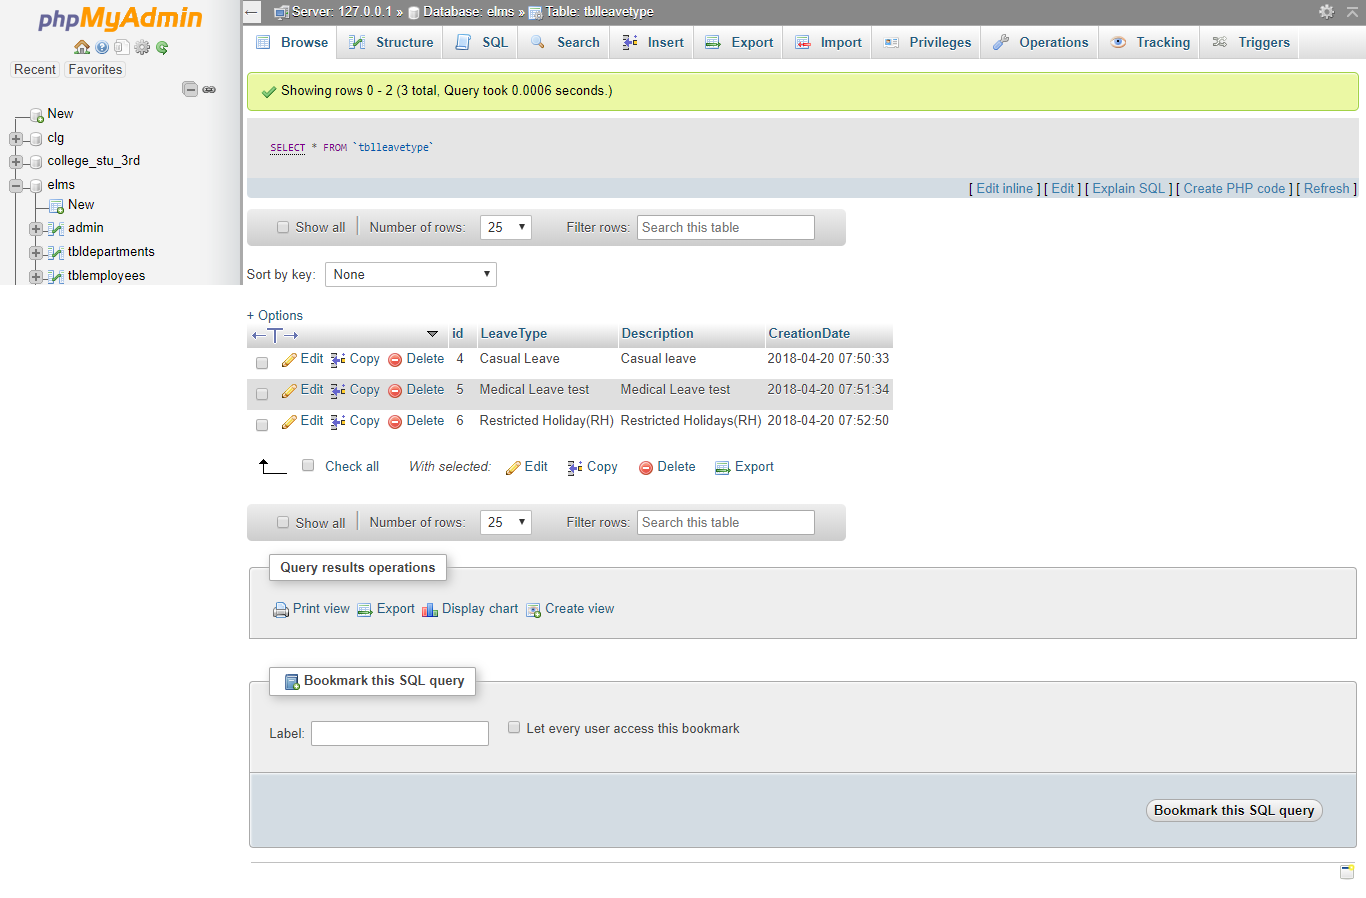 phpMyAdmin
Recent Favorites
New
clg
college_stu_3rd
elms
New
admin
tbldepartments
tblemployees
Server: 127.0.0.1 » Database: elms » Table: tblleavetype
Browse Structure SQL Search Insert Export Import Privileges Operations Tracking Triggers
Showing rows 0 - 2 (3 total, Query took 0.0006 seconds.)
SELECT * FROM `tblleavetype`
[ Edit inline ] [ Edit ] [ Explain SQL ] [ Create PHP code ] [ Refresh ]
Show all Number of rows: 25 Filter rows: Search this table
Sort by key: None
+ Options
←T→ id LeaveType Description CreationDate
Edit Copy Delete 4 Casual Leave Casual leave 2018-04-20 07:50:33
Edit Copy Delete 5 Medical Leave test Medical Leave test 2018-04-20 07:51:34
Edit Copy Delete 6 Restricted Holiday(RH) Restricted Holidays(RH) 2018-04-20 07:52:50
Check all With selected: Edit Copy Delete Export
Show all Number of rows: 25 Filter rows: Search this table
Query results operations
Print view Export Display chart Create view
Bookmark this SQL query
Label: Let every user access this bookmark
Bookmark this SQL query